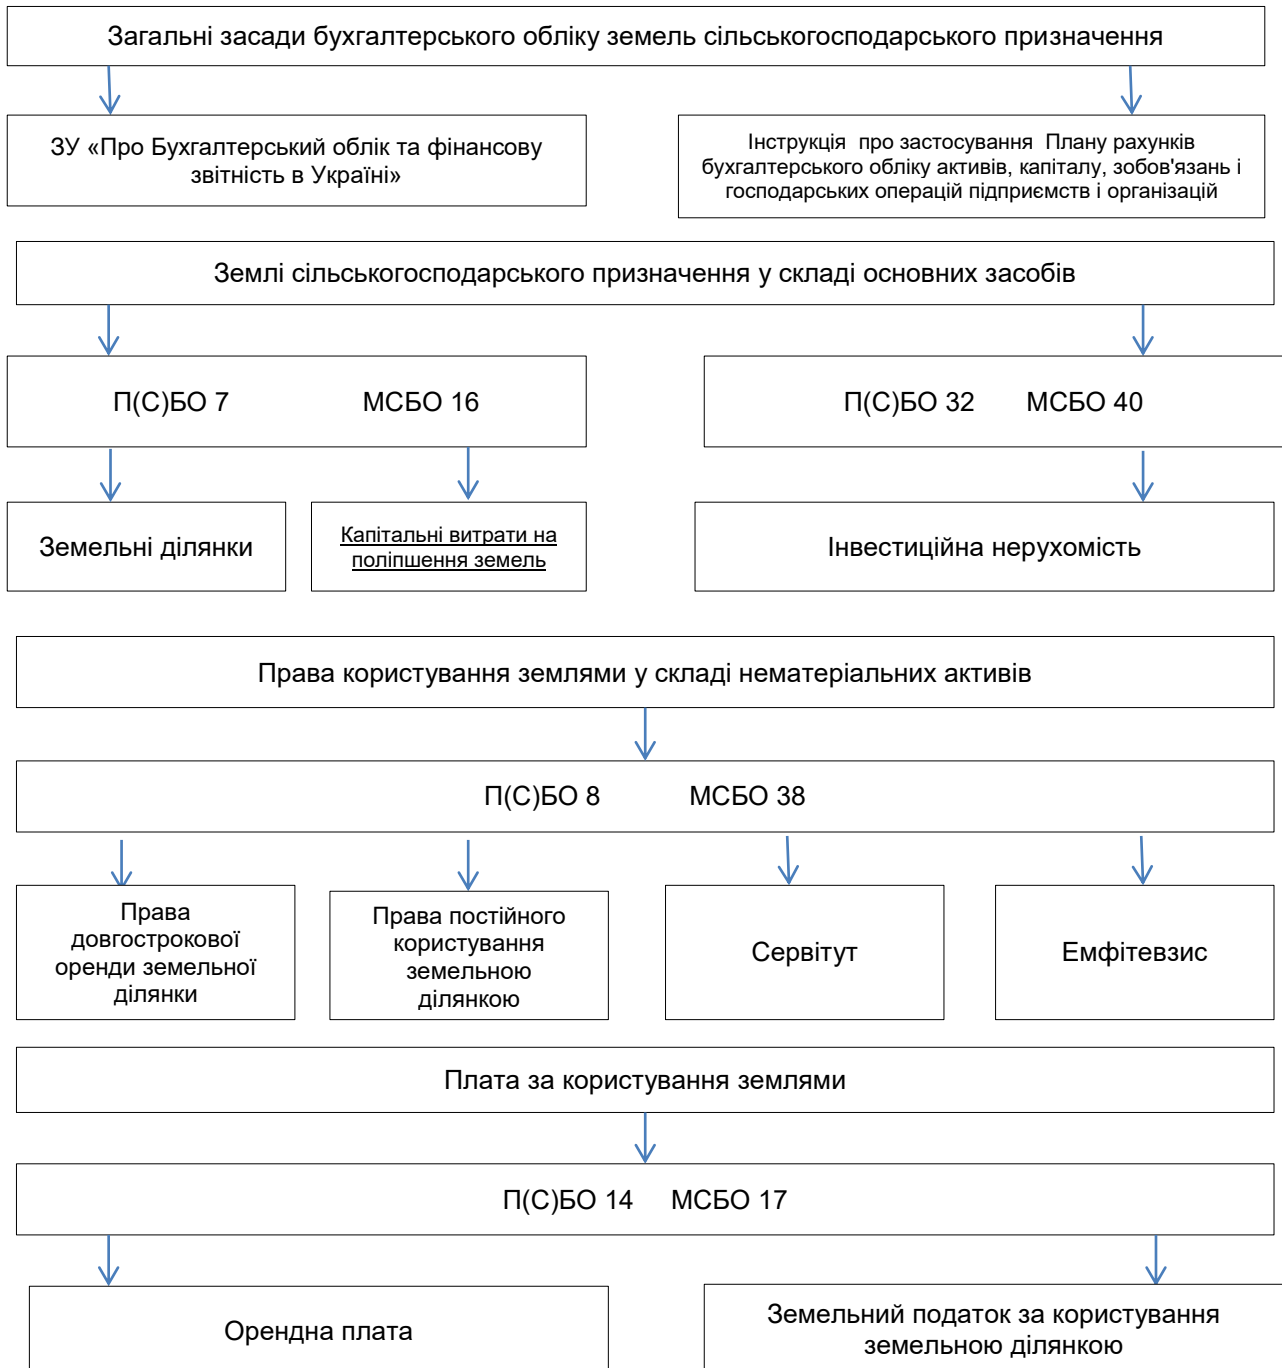 Загальні засади бухгалтерського обліку земель сільськогосподарського призначення
ЗУ «Про Бухгалтерський облік та фінансову
звітність в Україні»
Інструкція про застосування Плану рахунків
бухгалтерського обліку активів, капіталу, зобов'язань і
господарських операцій підприємств і організацій
Землі сільськогосподарського призначення у складі основних засобів
П(С)БО 7 МСБО 16
П(С)БО 32 МСБО 40
Земельні ділянки
Капітальні витрати на
поліпшення земель
Інвестиційна нерухомість
Права користування землями у складі нематеріальних активів
П(С)БО 8 МСБО 38
Права
довгострокової
оренди земельної
ділянки
Права постійного
користування
земельною
ділянкою
Сервітут
Емфітевзис
Плата за користування землями
П(С)БО 14 МСБО 17
Орендна плата
Земельний податок за користування
земельною ділянкою